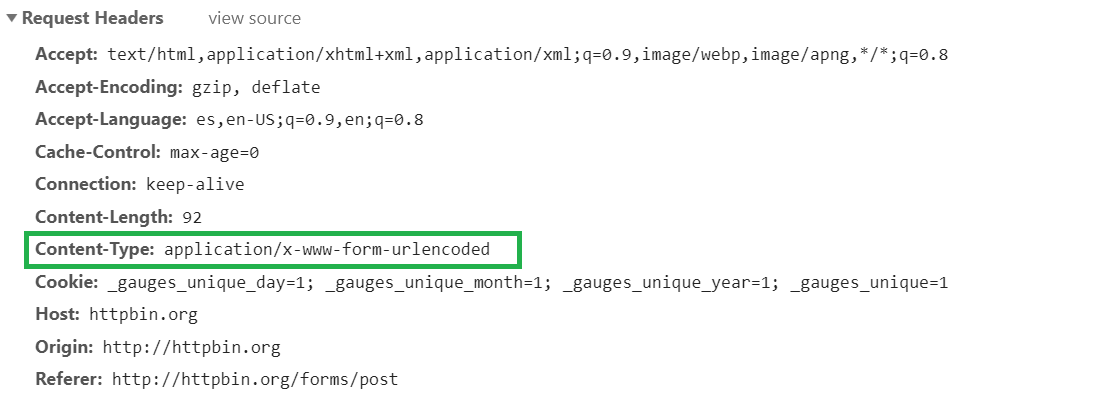 Request Headers view source
Accept: text/html,application/xhtml+xml,application/xml;q=0.9,image/webp,image/apng,*/*;q=0.8
Accept-Encoding: gzip, deflate
Accept-Language: es,en-US;q=0.9,en;q=0.8
Cache-Control: max-age=0
Connection: keep-alive
Content-Length: 92
Content-Type: application/x-www-form-urlencoded
Cookie: _gauges_unique_day=1; _gauges_unique_month=1; _gauges_unique_year=1; _gauges_unique=1
Host: httpbin.org
Origin: http://httpbin.org
Referer: http://httpbin.org/forms/post